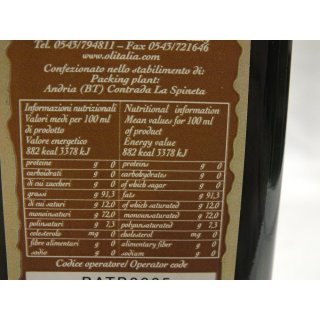 Tel. 0543/794811 - Fax 0543/721646
www.olitalia.com
Confezionato nello stabilimento di:
Packing plant:
Andria (BT) Contrada La Spineta
Informazioni nutrizionali Nutritional information
Valori medi per 100 ml Mean values for 100 ml
di prodotto of product
Valore energetico Energy value
882 kcal 3378 kJ 882 kcal 3378 kJ
proteine g 0 proteins g 0
carboidrati g 0 carbohydrates g 0
di cui zuccheri g 0 of which sugar g 0
grassi g 91,3 fats g 91,3
di cui saturi g 12,0 of which saturated g 12,0
monoinsaturi g 72,0 monounsaturated g 72,0
polinsaturi g 7,3 polyunsaturated g 7,3
colesterolo mg 0 cholesterol mg 0
fibre alimentari g 0 alimentary fiber g 0
sodio g 0 sodium g 0
Codice operatore/ Operator code